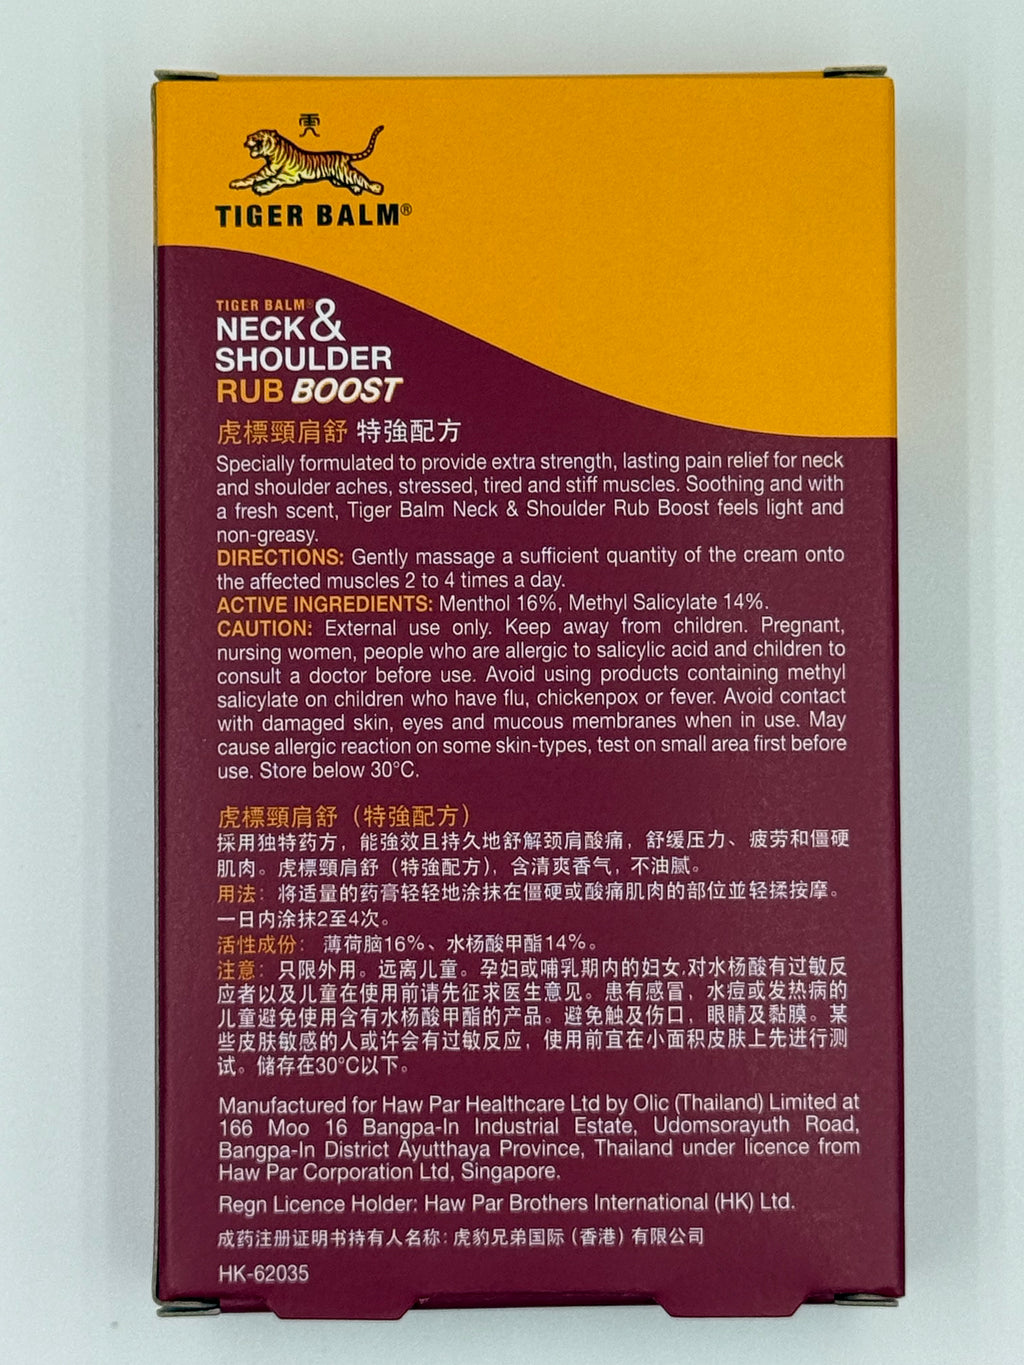 TIGER BALM®
TIGER BALM®
NECK &
SHOULDER
RUB BOOST
虎標頸肩舒 特強配方
Specially formulated to provide extra strength, lasting pain relief for neck
and shoulder aches, stressed, tired and stiff muscles. Soothing and with
a fresh scent, Tiger Balm Neck & Shoulder Rub Boost feels light and
non-greasy.
DIRECTIONS: Gently massage a sufficient quantity of the cream onto
the affected muscles 2 to 4 times a day.
ACTIVE INGREDIENTS: Menthol 16%, Methyl Salicylate 14%.
CAUTION: External use only. Keep away from children. Pregnant,
nursing women, people who are allergic to salicylic acid and children to
consult a doctor before use. Avoid using products containing methyl
salicylate on children who have flu, chickenpox or fever. Avoid contact
with damaged skin, eyes and mucous membranes when in use. May
cause allergic reaction on some skin-types, test on small area first before
use. Store below 30°C.
虎標頸肩舒（特強配方）
採用独特药方，能強效且持久地舒解颈肩酸痛，舒缓压力、疲劳和僵硬
肌肉。虎標頸肩舒（特強配方），含清爽香气，不油腻。
用法：将适量的药膏轻轻地涂抹在僵硬或酸痛肌肉的部位並轻揉按摩。
一日内涂抹2至4次。
活性成份：薄荷脑16%、水杨酸甲酯14%。
注意：只限外用。远离儿童。孕妇或哺乳期内的妇女,对水杨酸有过敏反
应者以及儿童在使用前请先征求医生意见。患有感冒，水痘或发热病的
儿童避免使用含有水杨酸甲酯的产品。避免触及伤口，眼睛及黏膜。某
些皮肤敏感的人或许会有过敏反应，使用前宜在小面积皮肤上先进行测
试。储存在30°C以下。
Manufactured for Haw Par Healthcare Ltd by Olic (Thailand) Limited at
166 Moo 16 Bangpa-In Industrial Estate, Udomsorayuth Road,
Bangpa-In District Ayutthaya Province, Thailand under licence from
Haw Par Corporation Ltd, Singapore.
Regn Licence Holder: Haw Par Brothers International (HK) Ltd.
成药注册证明书持有人名称: 虎豹兄弟国际（香港）有限公司
HK-62035